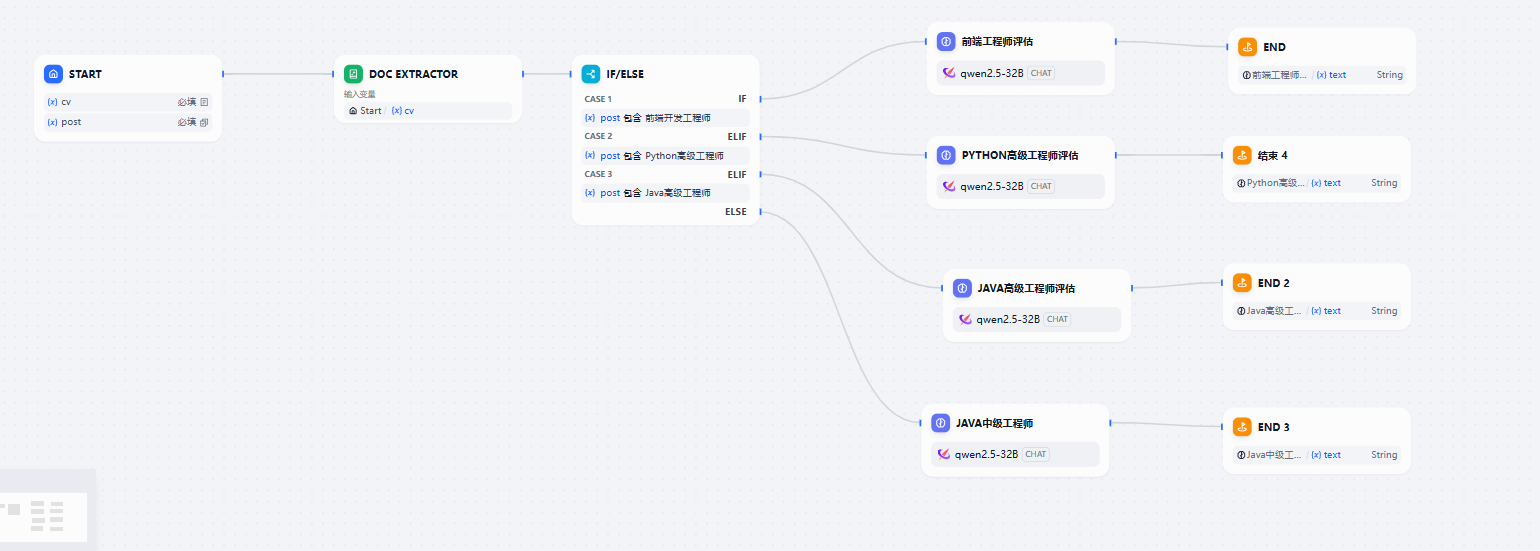 START
(x) cv 必填
(x) post 必填
DOC EXTRACTOR
输入变量
Start / (x) cv
IF/ELSE
CASE 1 IF
(x) post 包含 前端开发工程师
CASE 2 ELIF
(x) post 包含 Python高级工程师
CASE 3 ELIF
(x) post 包含 Java高级工程师
ELSE
前端工程师评估
qwen2.5-32B CHAT
END
前端工程师... / (x) text String
PYTHON高级工程师评估
qwen2.5-32B CHAT
结束 4
Python高级... / (x) text String
JAVA高级工程师评估
qwen2.5-32B CHAT
END 2
Java高级工... / (x) text String
JAVA中级工程师
qwen2.5-32B CHAT
END 3
Java中级工... / (x) text String